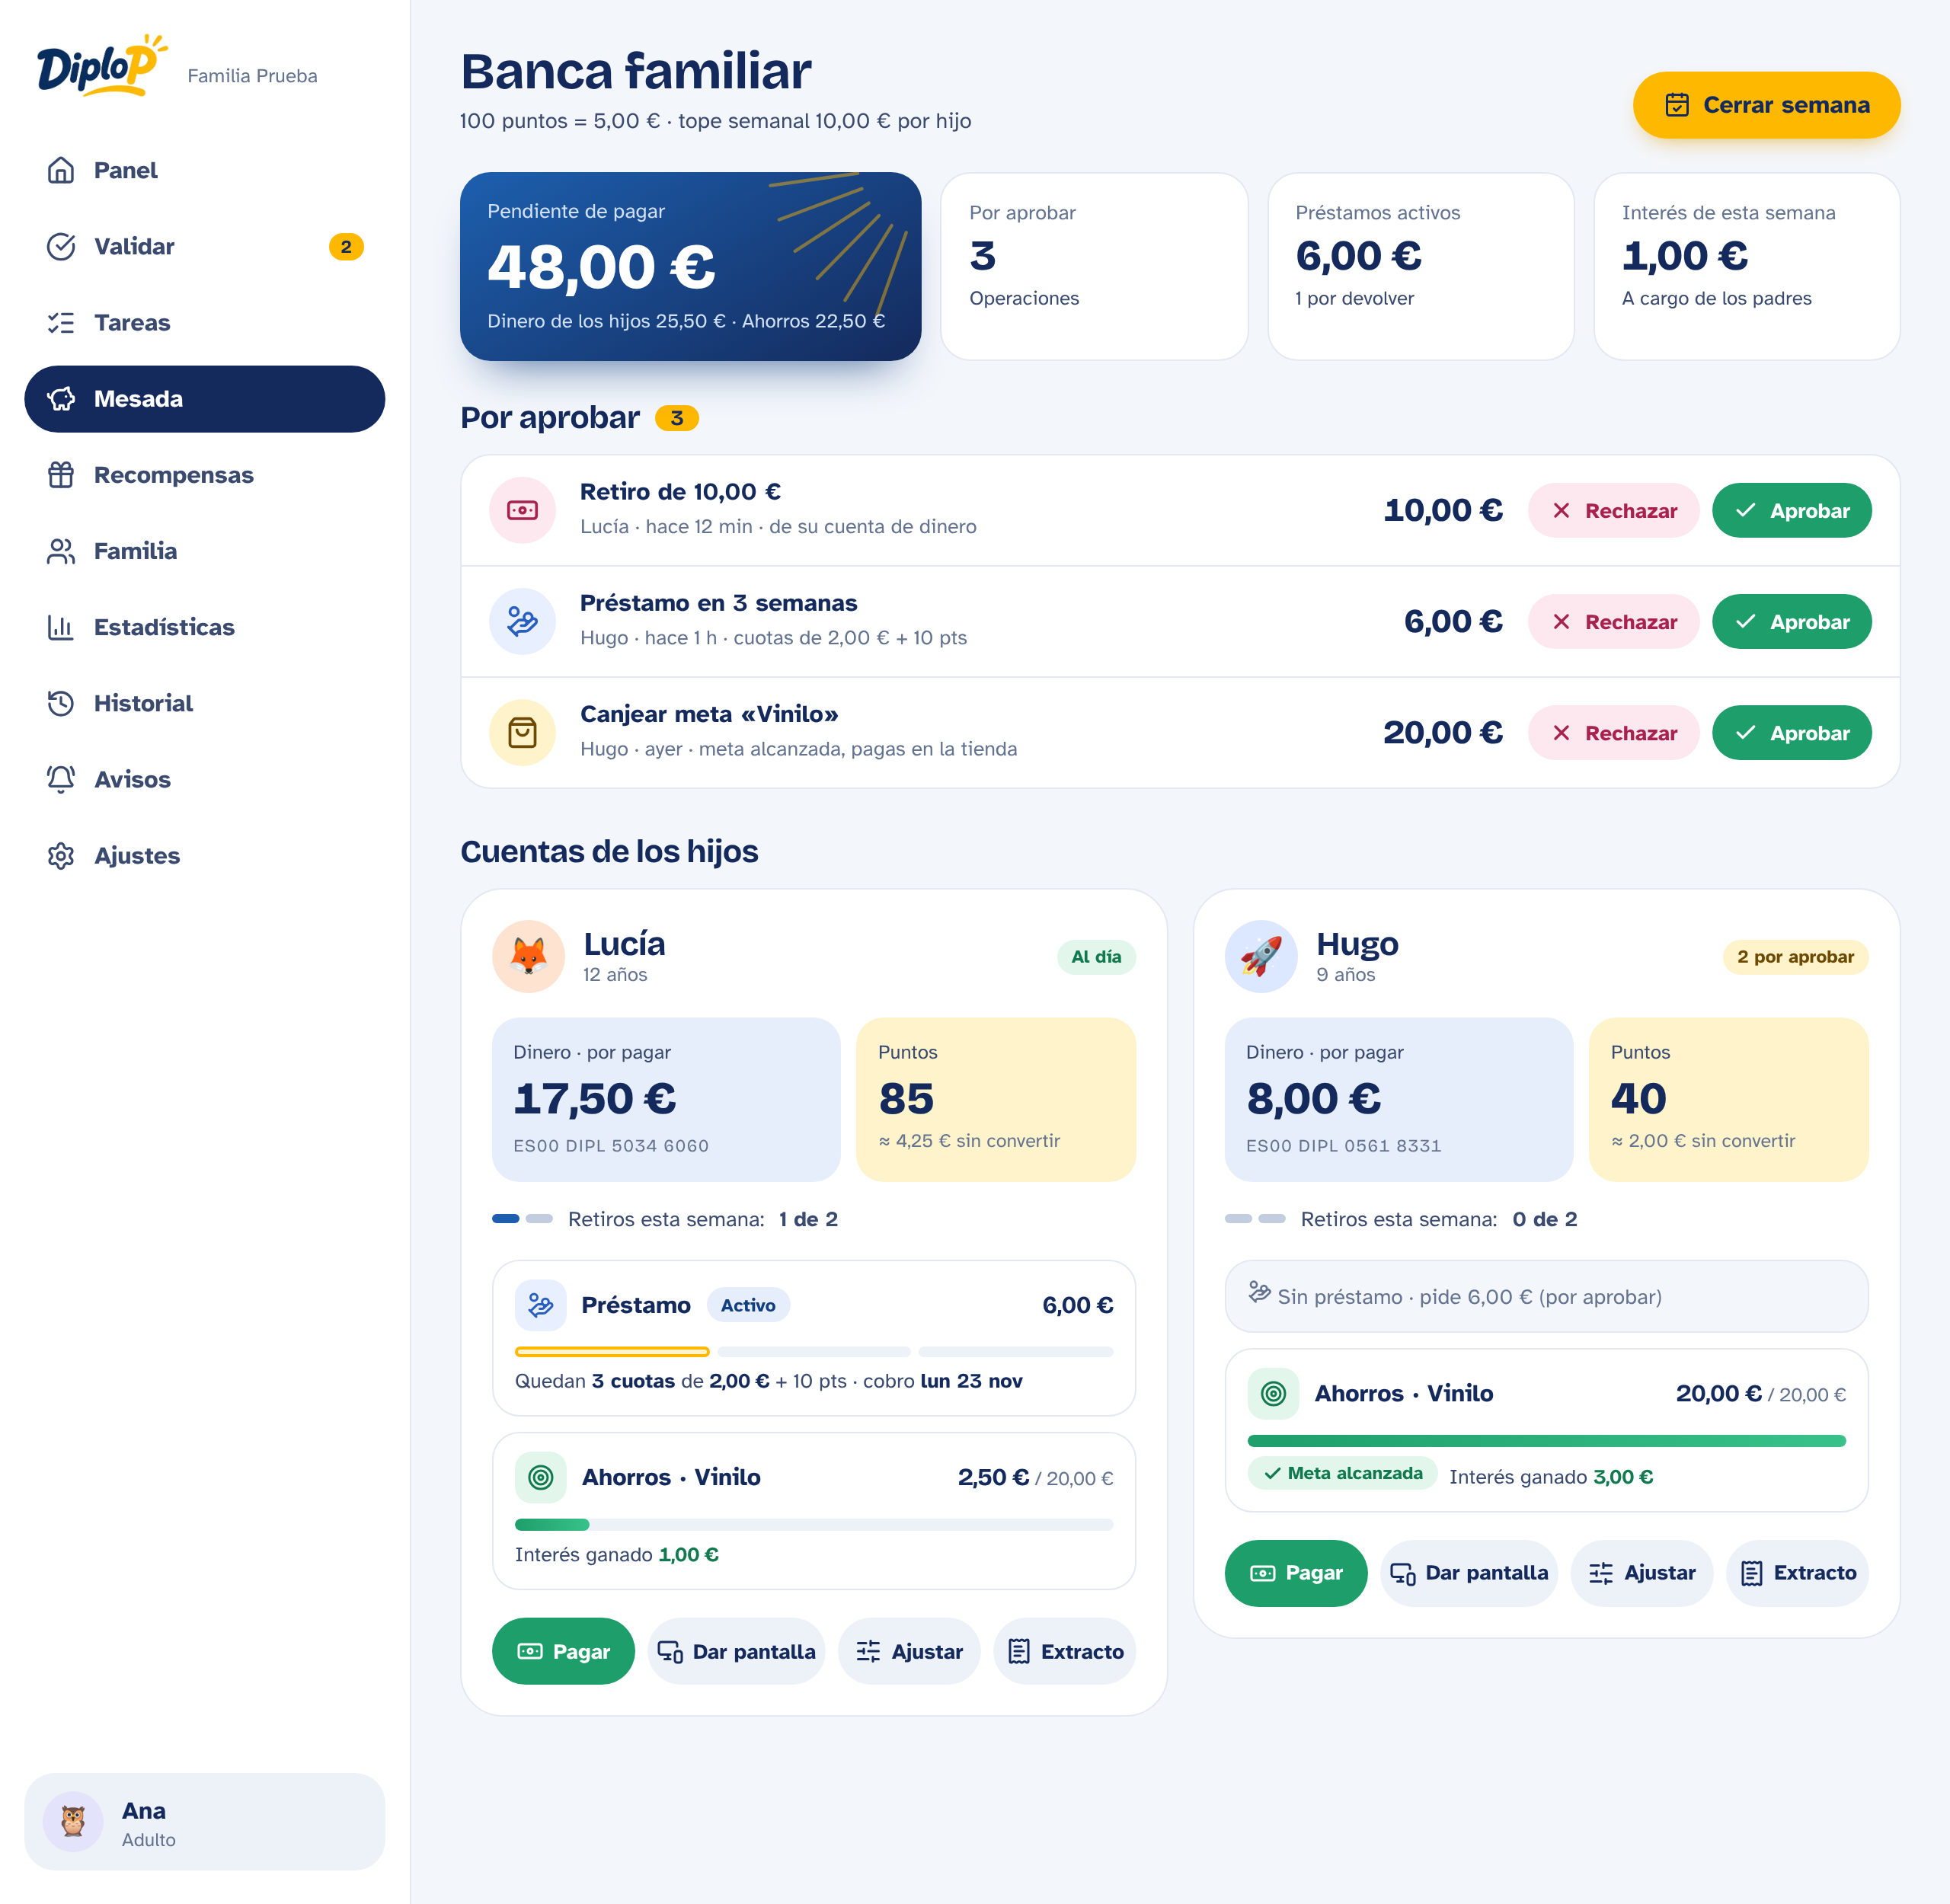 DiploP
Familia Prueba
Panel
Validar 2
Tareas
Mesada
Recompensas
Familia
Estadísticas
Historial
Avisos
Ajustes
Ana
Adulto
Banca familiar
100 puntos = 5,00 € · tope semanal 10,00 € por hijo
Cerrar semana
Pendiente de pagar
48,00 €
Dinero de los hijos 25,50 € · Ahorros 22,50 €
Por aprobar
3
Operaciones
Préstamos activos
6,00 €
1 por devolver
Interés de esta semana
1,00 €
A cargo de los padres
Por aprobar 3
Retiro de 10,00 €
Lucía · hace 12 min · de su cuenta de dinero
10,00 € Rechazar Aprobar
Préstamo en 3 semanas
Hugo · hace 1 h · cuotas de 2,00 € + 10 pts
6,00 € Rechazar Aprobar
Canjear meta «Vinilo»
Hugo · ayer · meta alcanzada, pagas en la tienda
20,00 € Rechazar Aprobar
Cuentas de los hijos
Lucía
12 años
Al día
Dinero · por pagar
17,50 €
ES00 DIPL 5034 6060
Puntos
85
≈ 4,25 € sin convertir
Retiros esta semana: 1 de 2
Préstamo Activo 6,00 €
Quedan 3 cuotas de 2,00 € + 10 pts · cobro lun 23 nov
Ahorros · Vinilo 2,50 € / 20,00 €
Interés ganado 1,00 €
Pagar Dar pantalla Ajustar Extracto
Hugo
9 años
2 por aprobar
Dinero · por pagar
8,00 €
ES00 DIPL 0561 8331
Puntos
40
≈ 2,00 € sin convertir
Retiros esta semana: 0 de 2
Sin préstamo · pide 6,00 € (por aprobar)
Ahorros · Vinilo 20,00 € / 20,00 €
Meta alcanzada Interés ganado 3,00 €
Pagar Dar pantalla Ajustar Extracto